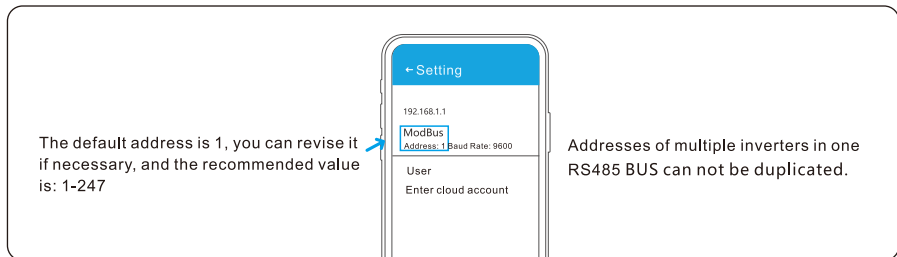 The default address is 1, you can revise it
if necessary, and the recommended value
is: 1-247
←Setting
192.168.1.1
ModBus
Address: 1 Baud Rate: 9600
User
Enter cloud account
Addresses of multiple inverters in one
RS485 BUS can not be duplicated.